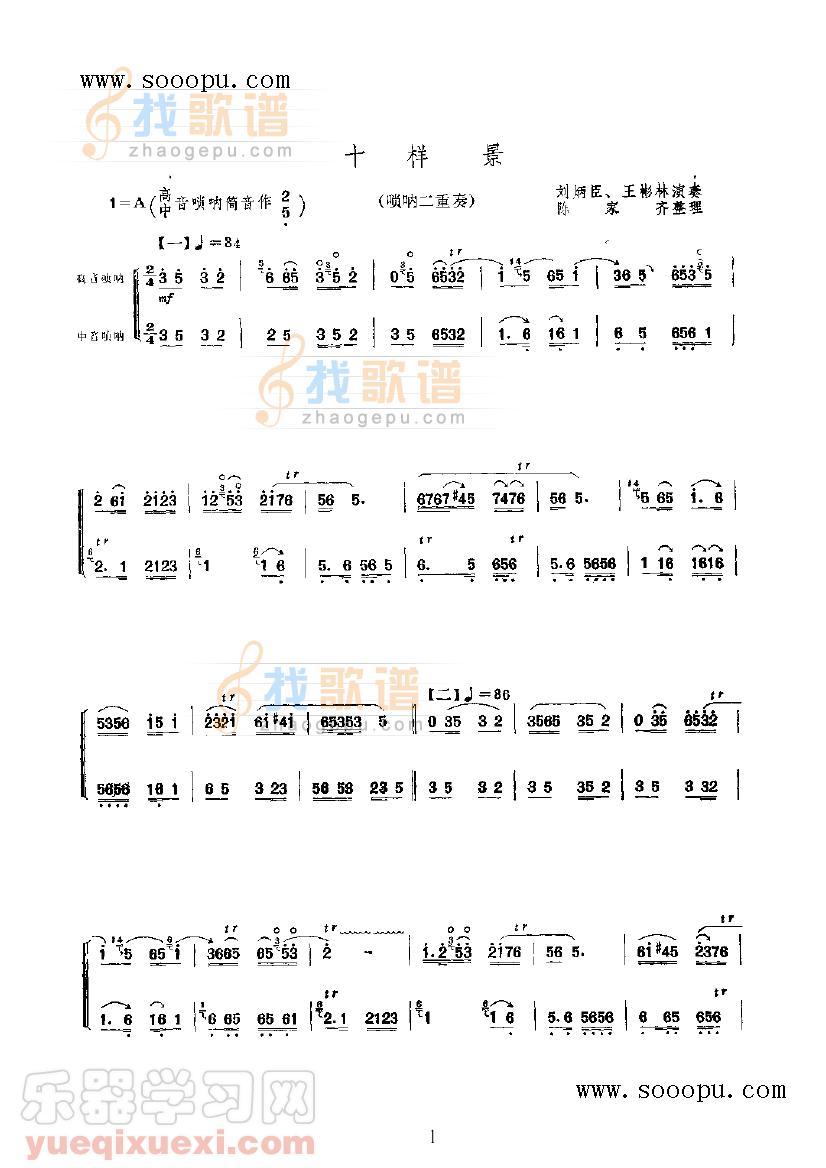 www.sooopu.com
找歌谱
zhaogepu.com
十样景
1=A(高中音唢呐筒音作2 5)
(唢呐二重奏)
刘炳臣、王彬林演奏
陈家齐整理
【一】♩=84
高音唢呐 2/4 3 5 3 2 | 6 65 3 5 2 | 0 5 6532 | 1 5 65 1 | 36 5 653 5
mf
中音唢呐 2/4 3 5 3 2 | 2 5 3 5 2 | 3 5 6532 | 1. 6 16 1 | 6 5 656 1
找歌谱
zhaogepu.com
tr
2 61 2123 | 12 53 2176 | 56 5. | 6767 #45 7476 | 56 5. | 5 65 1. 6
2. 1 2123 | 1 1 6 | 5. 6 56 5 | 6. 5 656 | 5.6 5656 | 1 16 1616
找歌谱
zhaogepu.com
【二】♩=86
5356 15 1 | 2321 61 #41 | 65353 5 | 0 35 3 2 | 3565 35 2 | 0 35 6532
5656 16 1 | 6 5 3 23 | 56 53 23 5 | 3 5 3 2 | 3 5 35 2 | 3 5 3 32
tr
1 5 65 1 | 3665 65 53 | 2 - | 1.2 53 2176 | 56 5. | 61 #45 2376
1. 6 16 1 | 6 65 65 61 | 2.1 2123 | 1 1 6 | 5.6 5656 | 6 65 656
乐器学习网
yueqixuexi.com
www.sooopu.com
1